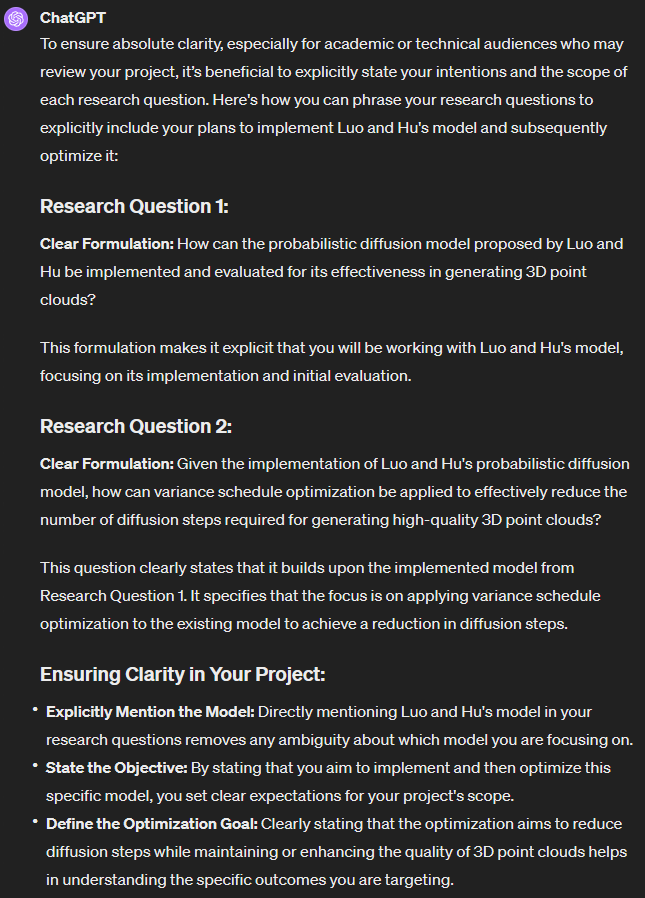 ChatGPT
To ensure absolute clarity, especially for academic or technical audiences who may
review your project, it's beneficial to explicitly state your intentions and the scope of
each research question. Here's how you can phrase your research questions to
explicitly include your plans to implement Luo and Hu's model and subsequently
optimize it:
Research Question 1:
Clear Formulation: How can the probabilistic diffusion model proposed by Luo and
Hu be implemented and evaluated for its effectiveness in generating 3D point
clouds?
This formulation makes it explicit that you will be working with Luo and Hu's model,
focusing on its implementation and initial evaluation.
Research Question 2:
Clear Formulation: Given the implementation of Luo and Hu's probabilistic diffusion
model, how can variance schedule optimization be applied to effectively reduce the
number of diffusion steps required for generating high-quality 3D point clouds?
This question clearly states that it builds upon the implemented model from
Research Question 1. It specifies that the focus is on applying variance schedule
optimization to the existing model to achieve a reduction in diffusion steps.
Ensuring Clarity in Your Project:
• Explicitly Mention the Model: Directly mentioning Luo and Hu's model in your
research questions removes any ambiguity about which model you are focusing on.
• State the Objective: By stating that you aim to implement and then optimize this
specific model, you set clear expectations for your project's scope.
• Define the Optimization Goal: Clearly stating that the optimization aims to reduce
diffusion steps while maintaining or enhancing the quality of 3D point clouds helps
in understanding the specific outcomes you are targeting.